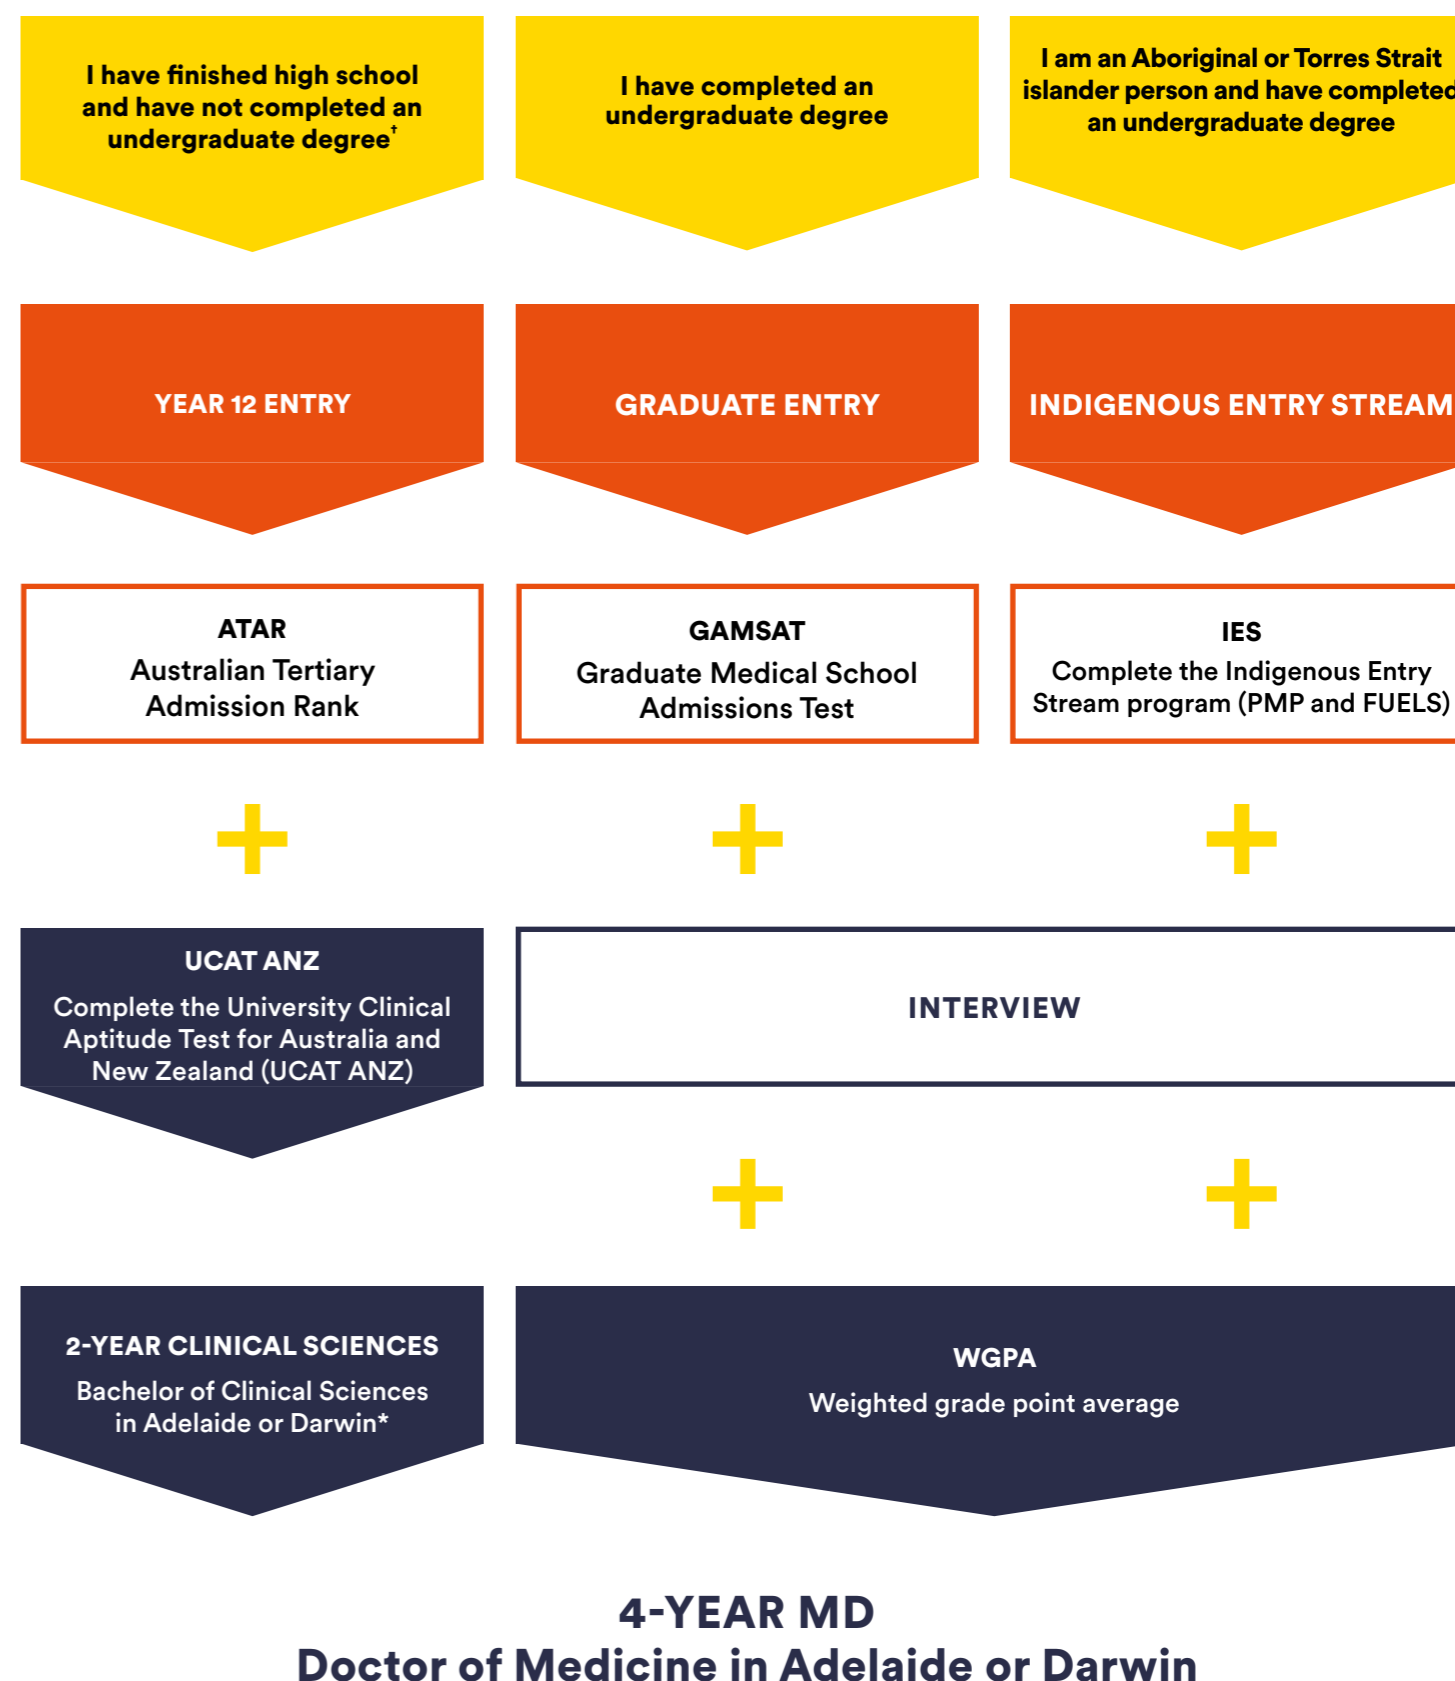 I have finished high school
and have not completed an
undergraduate degree†
I have completed an
undergraduate degree
I am an Aboriginal or Torres Strait
islander person and have completed
an undergraduate degree
YEAR 12 ENTRY
GRADUATE ENTRY
INDIGENOUS ENTRY STREAM
ATAR
Australian Tertiary
Admission Rank
GAMSAT
Graduate Medical School
Admissions Test
IES
Complete the Indigenous Entry
Stream program (PMP and FUELS)
+
+
+
UCAT ANZ
Complete the University Clinical
Aptitude Test for Australia and
New Zealand (UCAT ANZ)
INTERVIEW
+
+
2-YEAR CLINICAL SCIENCES
Bachelor of Clinical Sciences
in Adelaide or Darwin*
WGPA
Weighted grade point average
4-YEAR MD
Doctor of Medicine in Adelaide or Darwin